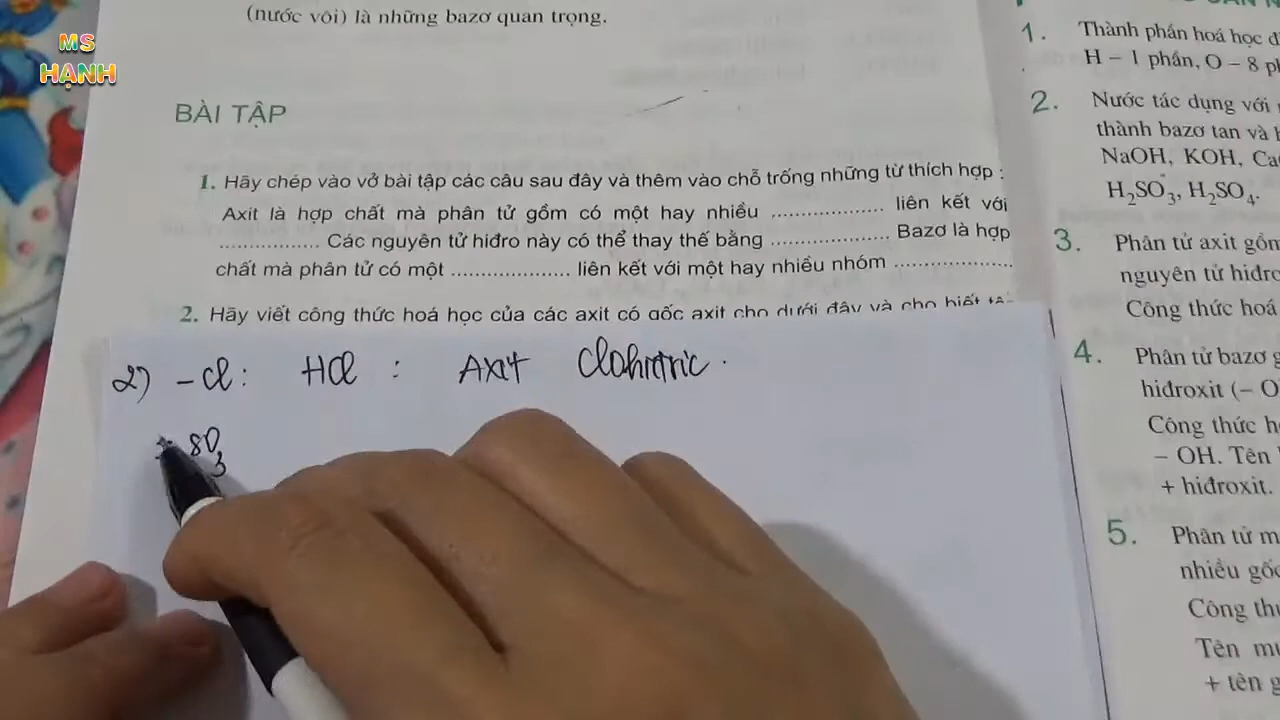 MS
HẠNH
(nước vôi) là những bazơ quan trọng.
BÀI TẬP
1. Hãy chép vào vở bài tập các câu sau đây và thêm vào chỗ trống những từ thích hợp :
Axit là hợp chất mà phân tử gồm có một hay nhiều ................... liên kết với
................. Các nguyên tử hiđro này có thể thay thế bằng .................... Bazơ là hợp
chất mà phân tử có một .................... liên kết với một hay nhiều nhóm ....................
2. Hãy viết công thức hoá học của các axit có gốc axit cho dưới đây và cho biết
2) - Cl : HCl : Axit Clohiđric.
= SO3
1. Thành phần hoá học
H – 1 phần, O – 8
2. Nước tác dụng với
thành bazơ tan và
NaOH, KOH,
H2SO3, H2SO4.
3. Phân tử axit gồm
nguyên tử hiđro
Công thức hoá
4. Phân tử bazơ
hiđroxit (– O
Công thức
– OH. Tên
+ hiđroxit.
5. Phân tử
nhiều gốc
Công
Tên
+ tên